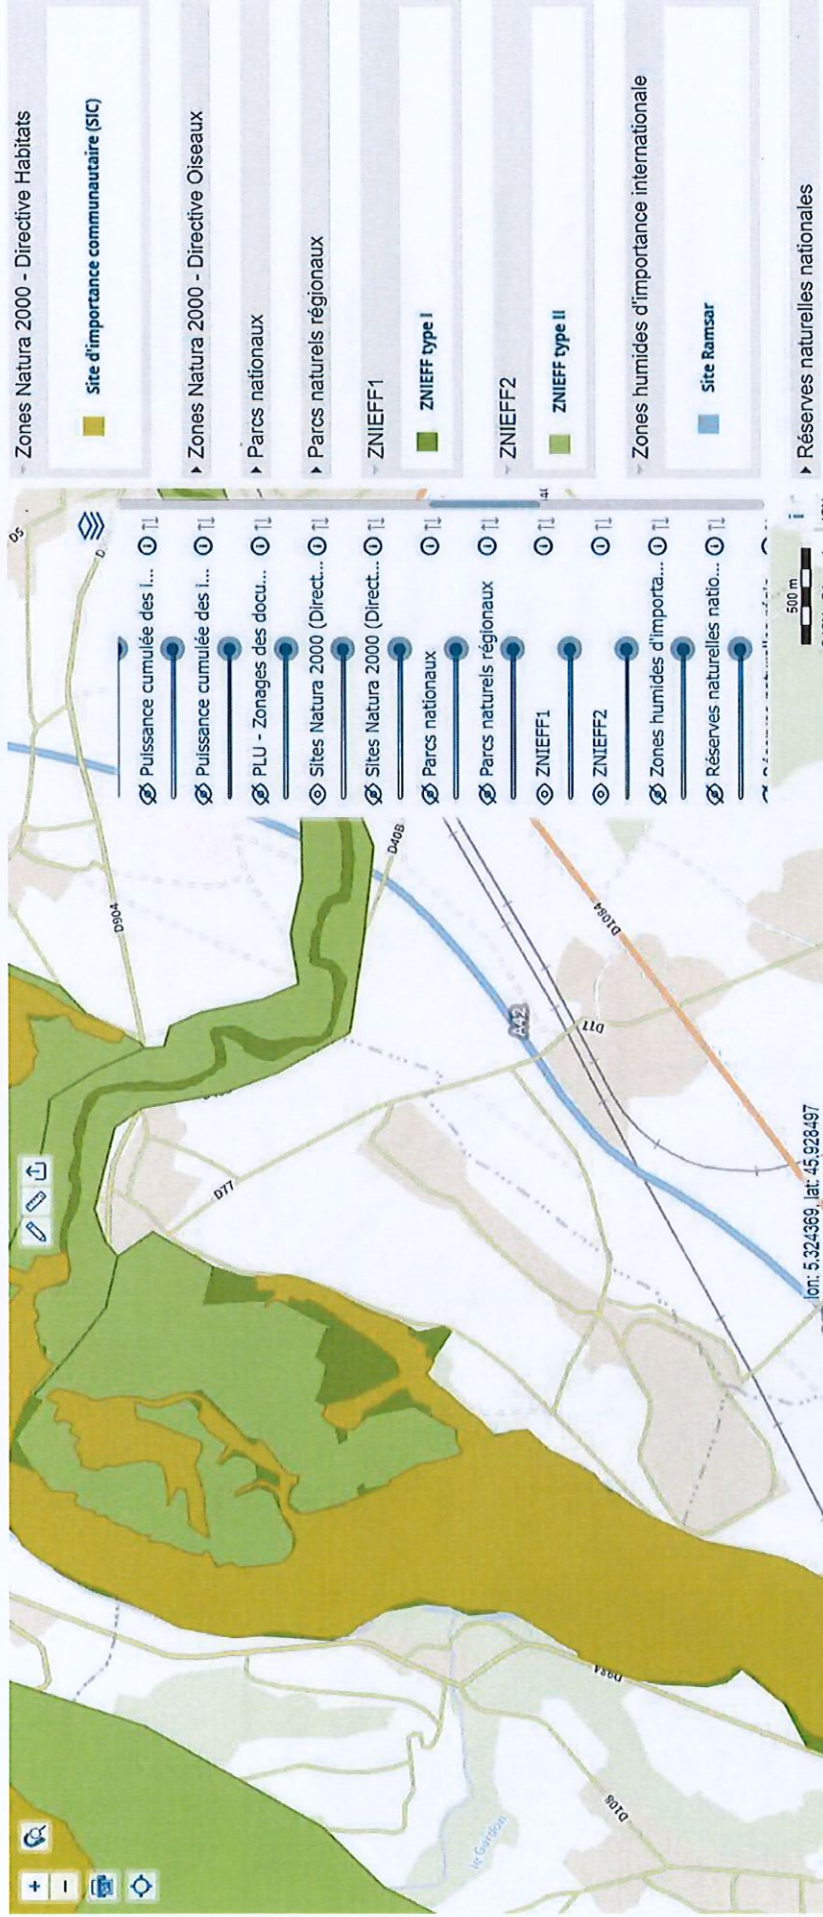 Zones Natura 2000 - Directive Habitats
Site d'importance communautaire (SIC)
Zones Natura 2000 - Directive Oiseaux
Parcs nationaux
Parcs naturels régionaux
ZNIEFF1
ZNIEFF type I
ZNIEFF2
ZNIEFF type II
Zones humides d'importance internationale
Site Ramsar
Réserves naturelles nationales
Puissance cumulée des i...
Puissance cumulée des i...
PLU - Zonages des docu...
Sites Natura 2000 (Direct...
Sites Natura 2000 (Direct...
Parcs nationaux
Parcs naturels régionaux
ZNIEFF1
ZNIEFF2
Zones humides d'importa...
Réserves naturelles natio...
D5
D904
D40B
A42
D77
D77
D1084
D984
D108
le Gardon
+
−
i
500 m
lon: 5.324369, lat: 45.928497